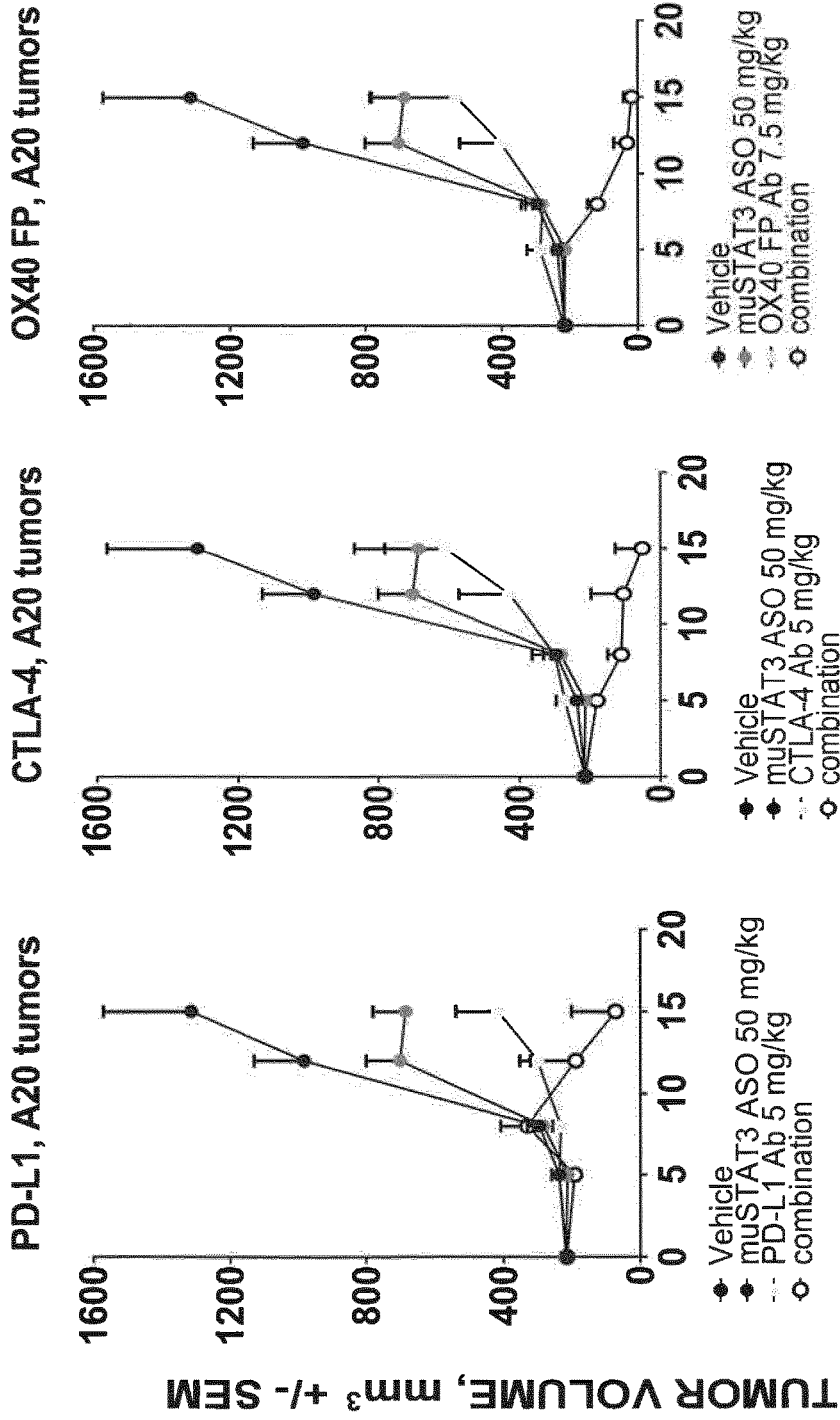 TUMOR VOLUME, mm³ +/- SEM
PD-L1, A20 tumors
1600
1200
800
400
0
0 5 10 15 20
Vehicle
muSTAT3 ASO 50 mg/kg
PD-L1 Ab 5 mg/kg
combination
CTLA-4, A20 tumors
1600
1200
800
400
0
0 5 10 15 20
Vehicle
muSTAT3 ASO 50 mg/kg
CTLA-4 Ab 5 mg/kg
combination
OX40 FP, A20 tumors
1600
1200
800
400
0
0 5 10 15 20
Vehicle
muSTAT3 ASO 50 mg/kg
OX40 FP Ab 7.5 mg/kg
combination